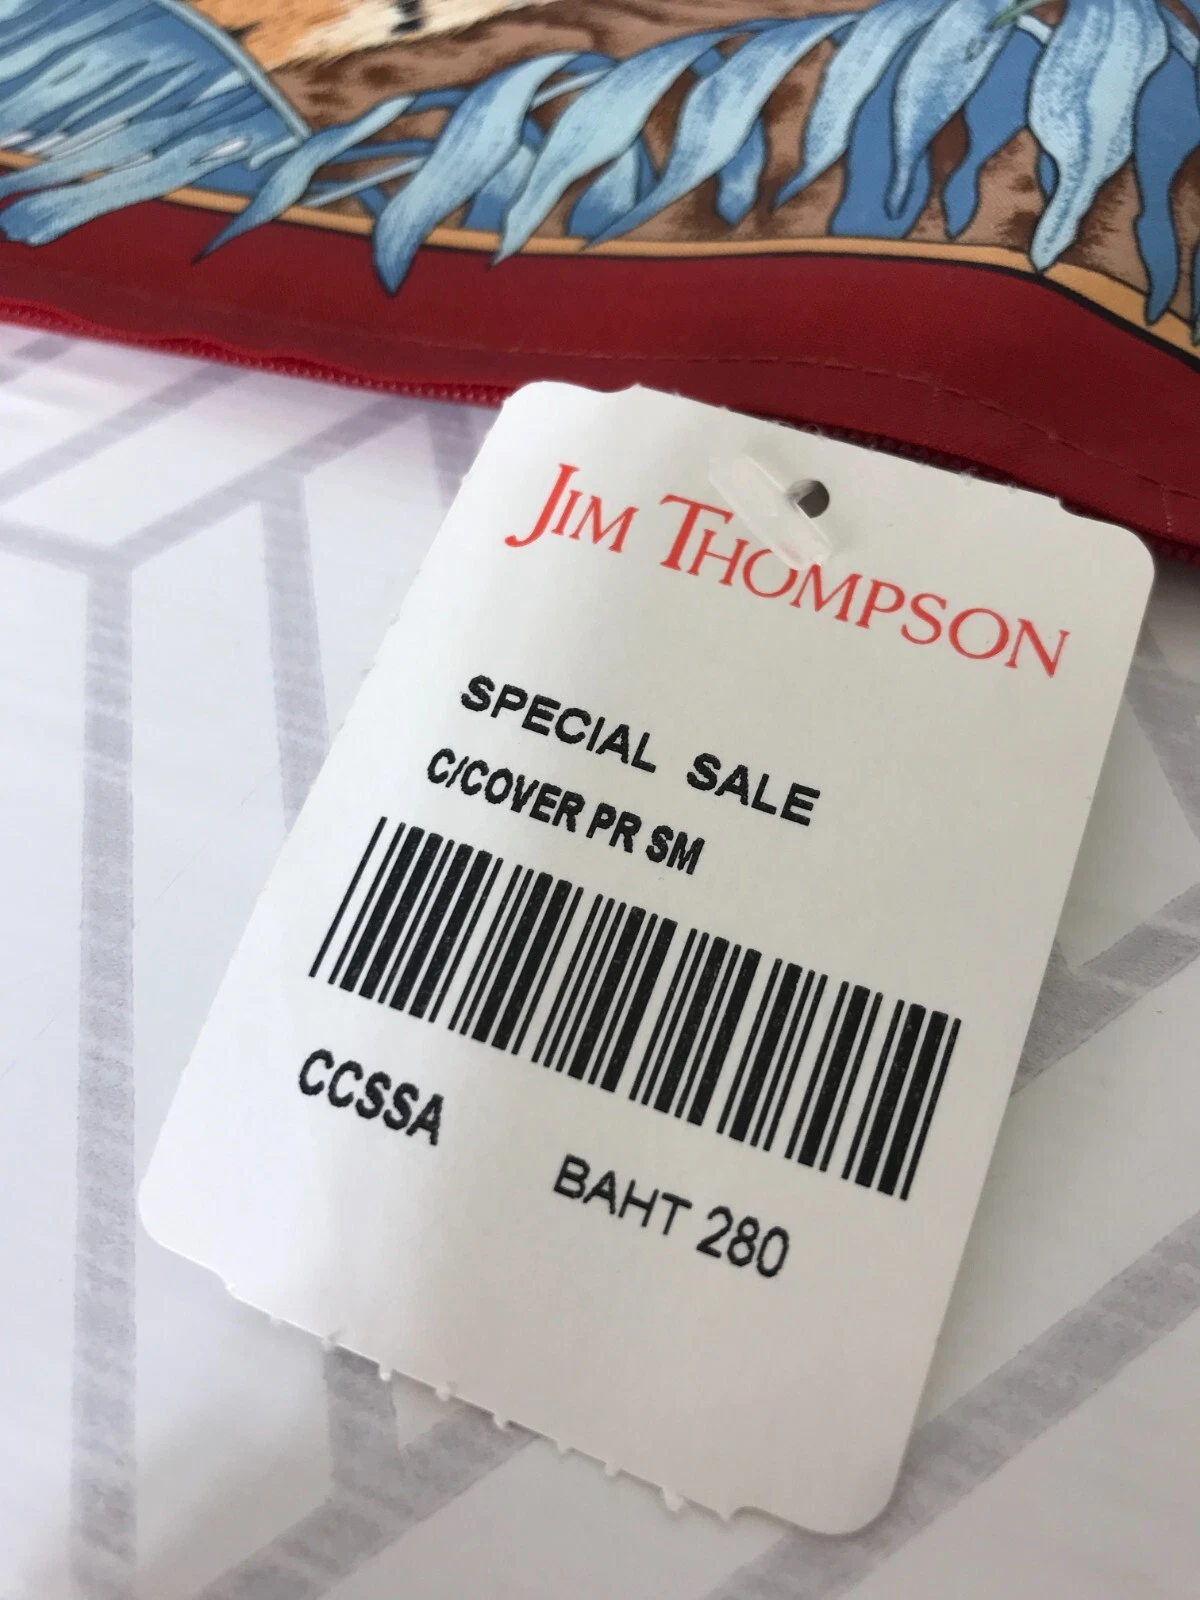 JIM THOMPSON
SPECIAL SALE
C/COVER PR SM
CCSSA
BAHT 280